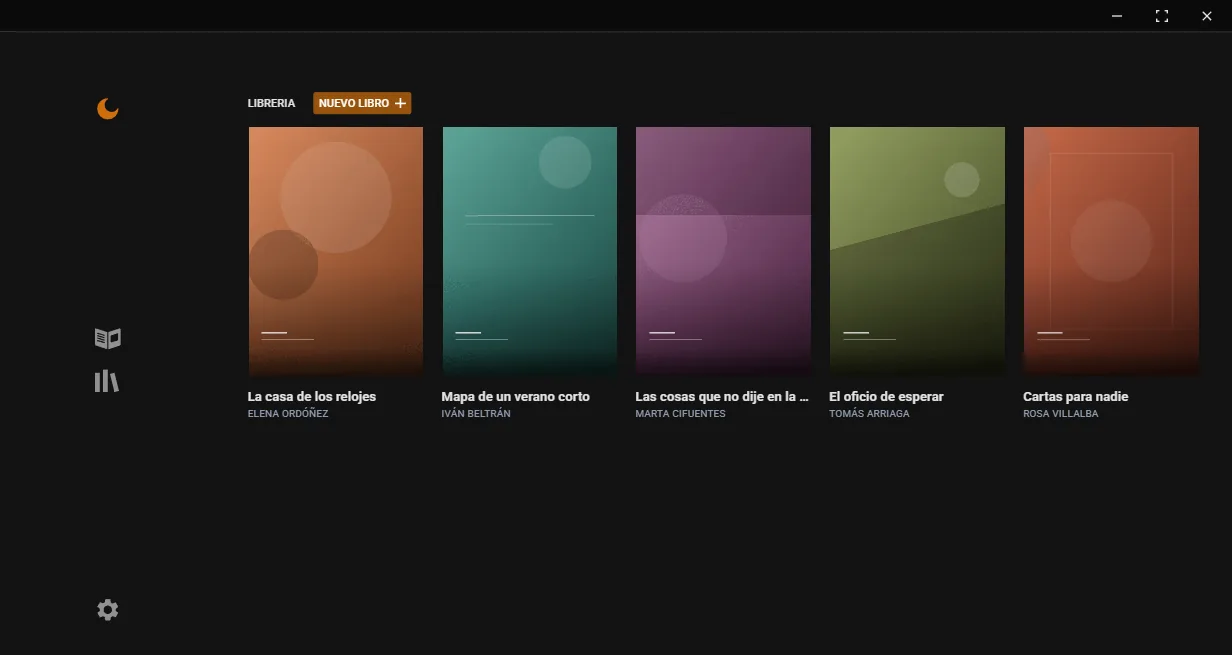 LIBRERIA
NUEVO LIBRO
La casa de los relojes
ELENA ORDÓÑEZ
Mapa de un verano corto
IVÁN BELTRÁN
Las cosas que no dije en la ...
MARTA CIFUENTES
El oficio de esperar
TOMÁS ARRIAGA
Cartas para nadie
ROSA VILLALBA